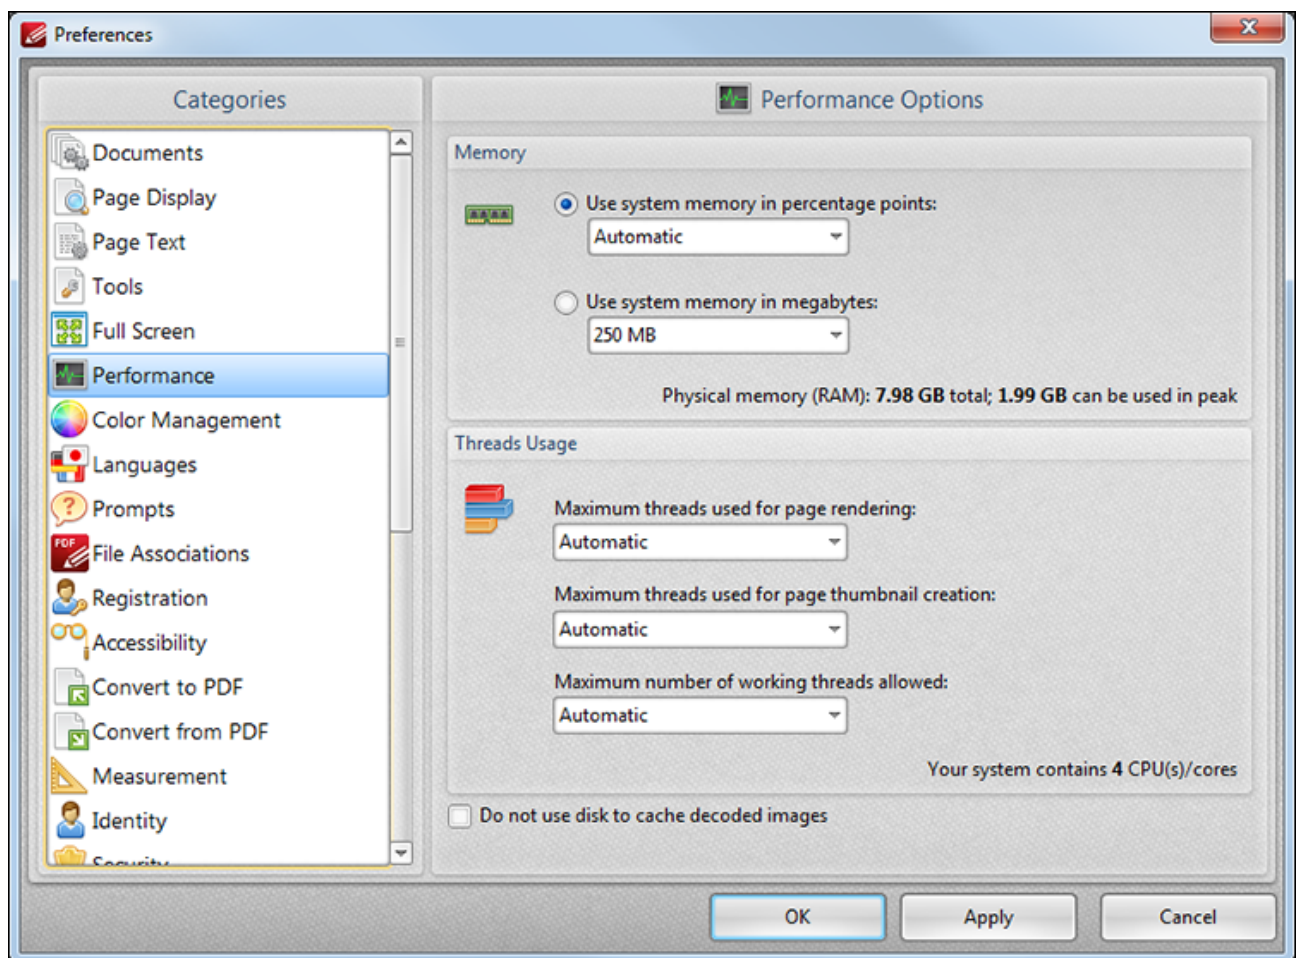 Preferences
Categories
Documents
Page Display
Page Text
Tools
Full Screen
Performance
Color Management
Languages
Prompts
PDF
File Associations
Registration
Accessibility
Convert to PDF
Convert from PDF
Measurement
Identity
Security
Performance Options
Memory
Use system memory in percentage points:
Automatic
Use system memory in megabytes:
250 MB
Physical memory (RAM): 7.98 GB total; 1.99 GB can be used in peak
Threads Usage
Maximum threads used for page rendering:
Automatic
Maximum threads used for page thumbnail creation:
Automatic
Maximum number of working threads allowed:
Automatic
Your system contains 4 CPU(s)/cores
Do not use disk to cache decoded images
OK
Apply
Cancel